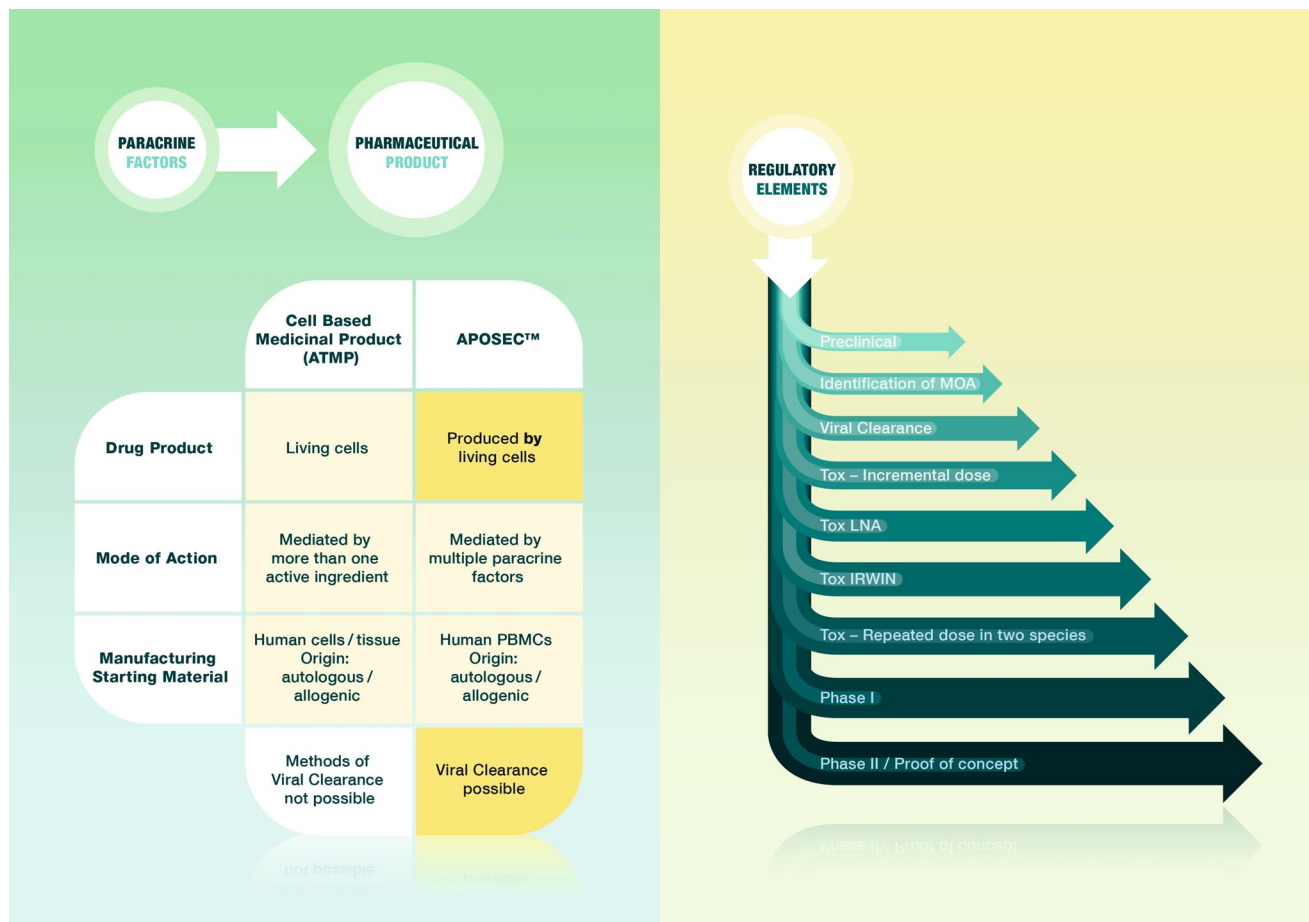 PARACRINE
FACTORS
PHARMACEUTICAL
PRODUCT
Cell Based
Medicinal Product
(ATMP)
APOSEC™
Drug Product
Living cells
Produced by
living cells
Mode of Action
Mediated by
more than one
active ingredient
Mediated by
multiple paracrine
factors
Manufacturing
Starting Material
Human cells / tissue
Origin:
autologous /
allogenic
Human PBMCs
Origin:
autologous /
allogenic
Methods of
Viral Clearance
not possible
Viral Clearance
possible
REGULATORY
ELEMENTS
Preclinical
Identification of MOA
Viral Clearance
Tox – Incremental dose
Tox LNA
Tox IRWIN
Tox – Repeated dose in two species
Phase I
Phase II / Proof of concept